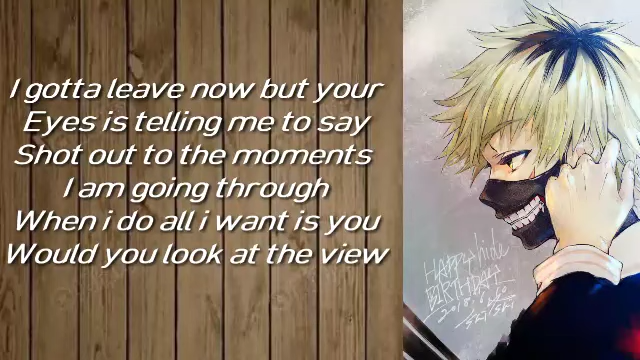 I gotta leave now but your
Eyes is telling me to say
Shot out to the moments
I am going through
When i do all i want is you
Would you look at the view
HAPPY hide
BIRTHDAY